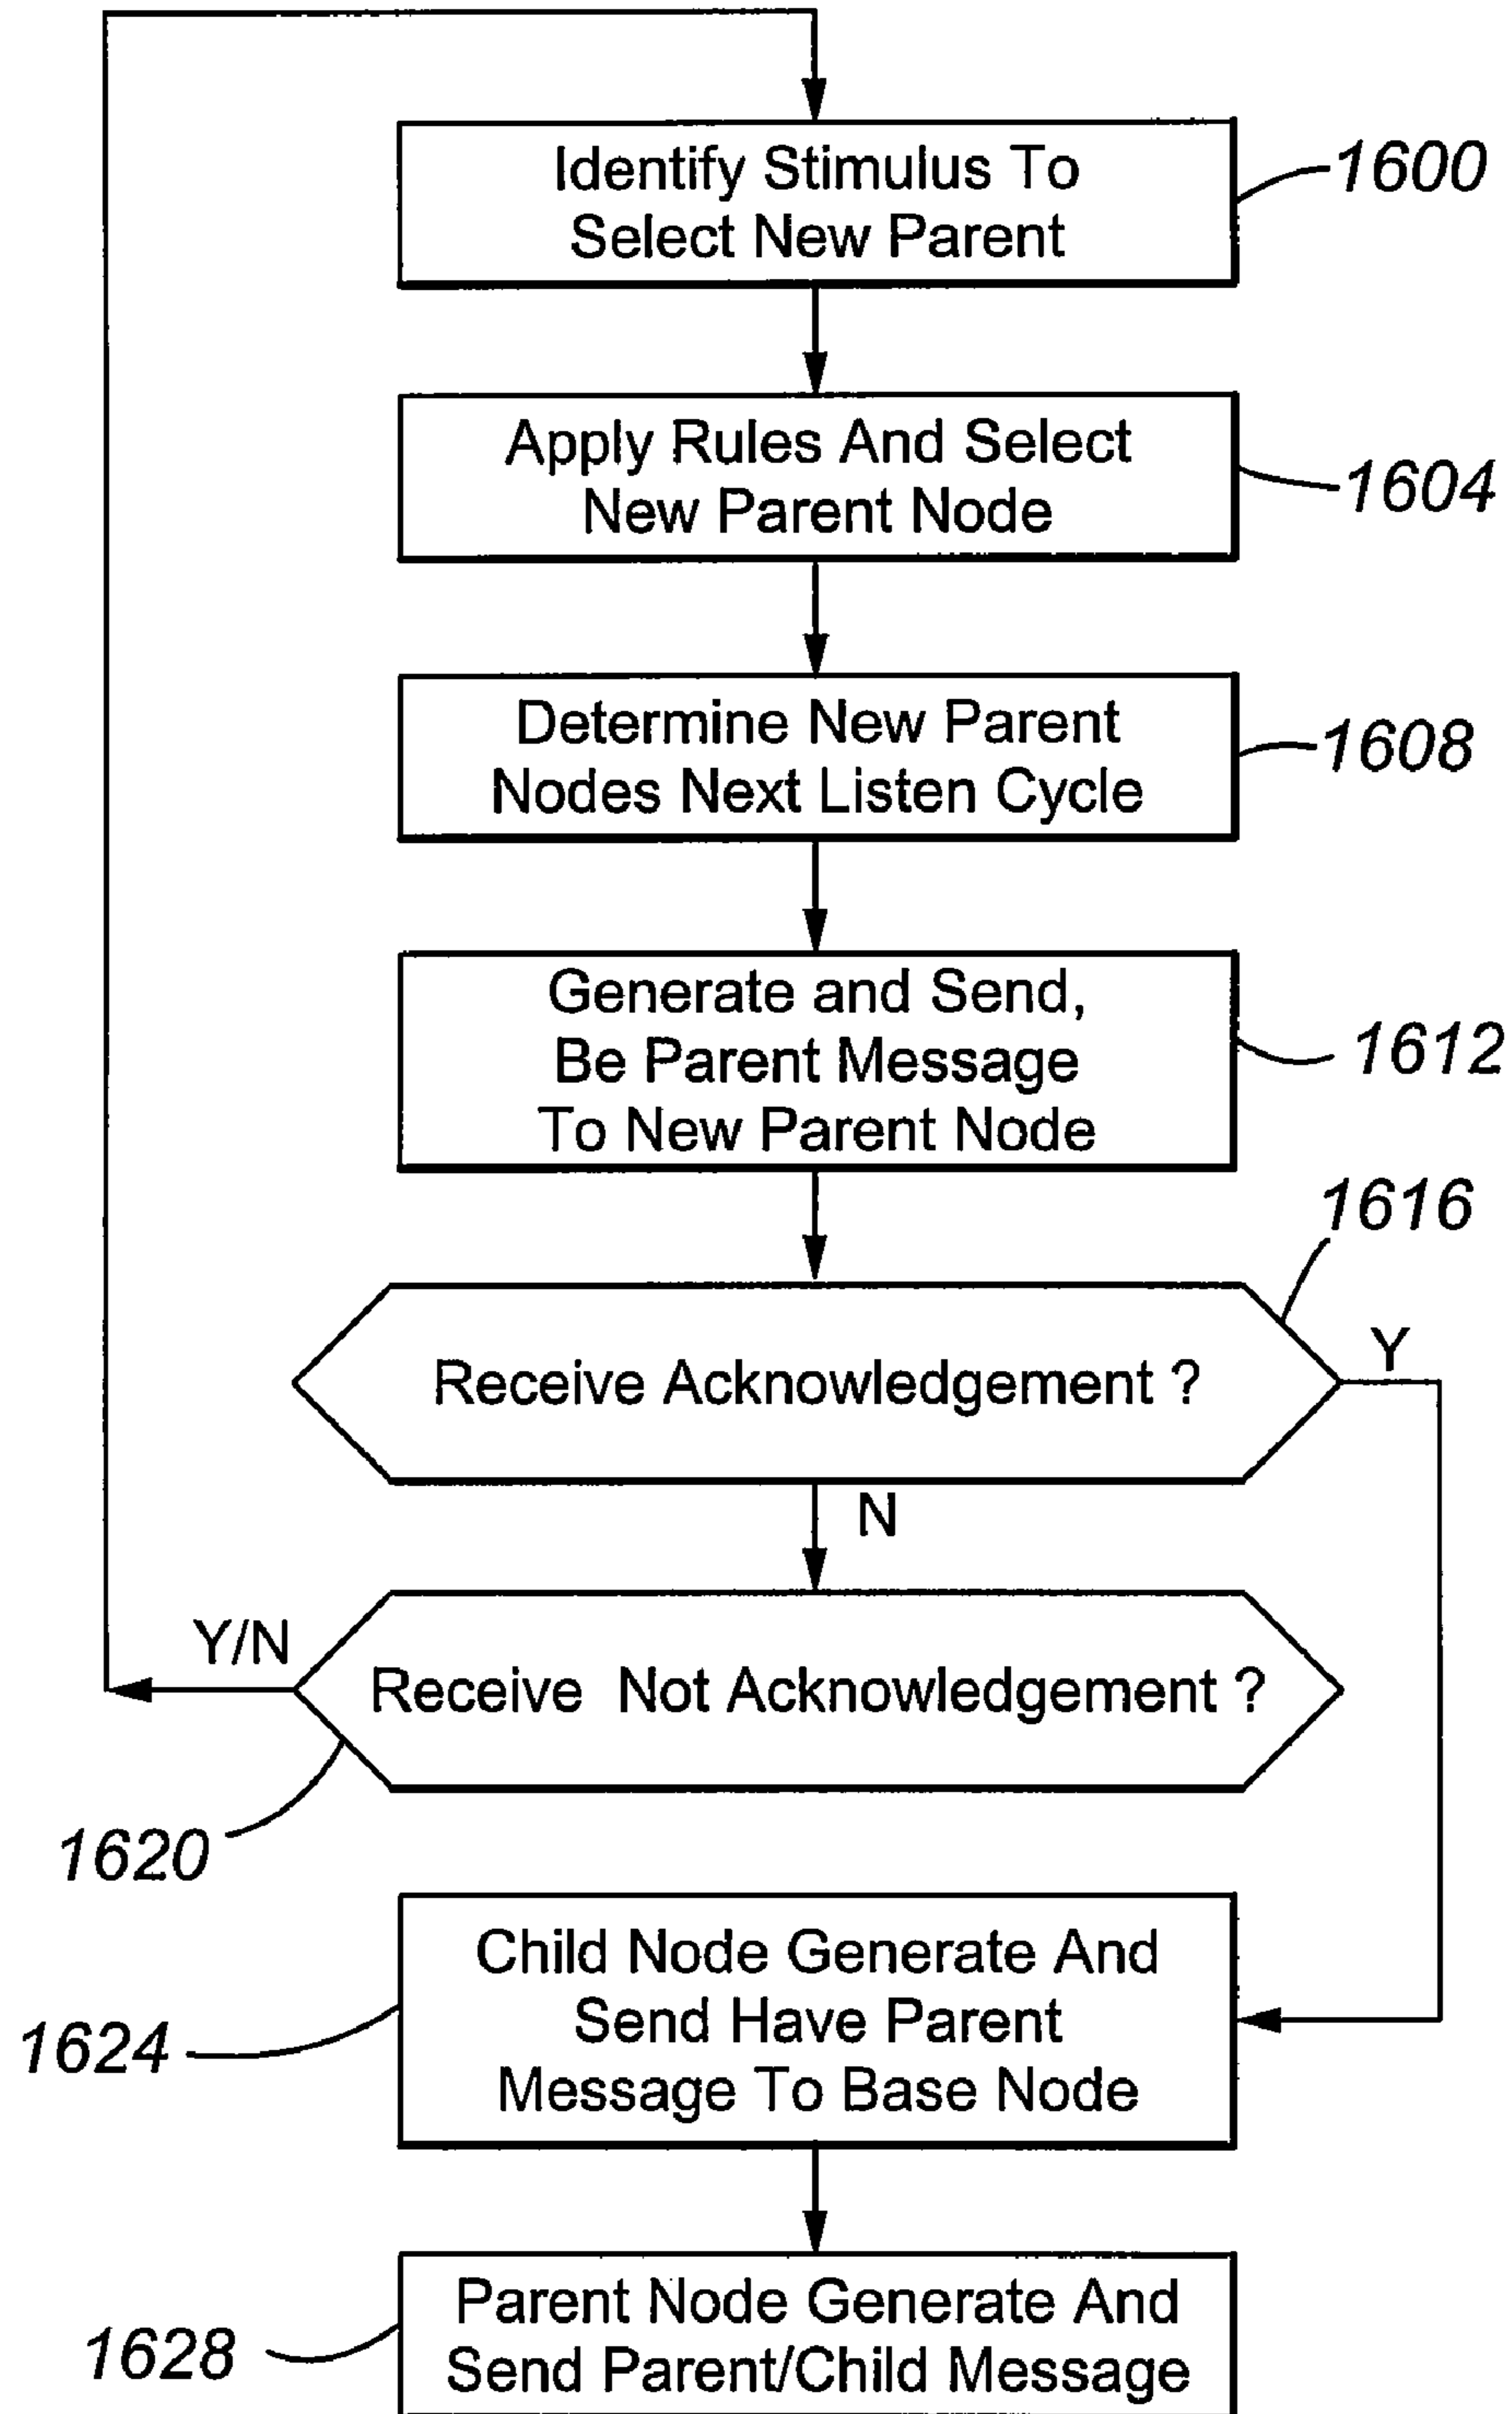 Identify Stimulus To
Select New Parent
1600
Apply Rules And Select
New Parent Node
1604
Determine New Parent
Nodes Next Listen Cycle
1608
Generate and Send,
Be Parent Message
To New Parent Node
1612
1616
Receive Acknowledgement ?
Y
N
Y/N
Receive Not Acknowledgement ?
1620
Child Node Generate And
Send Have Parent
Message To Base Node
1624
Parent Node Generate And
Send Parent/Child Message
1628